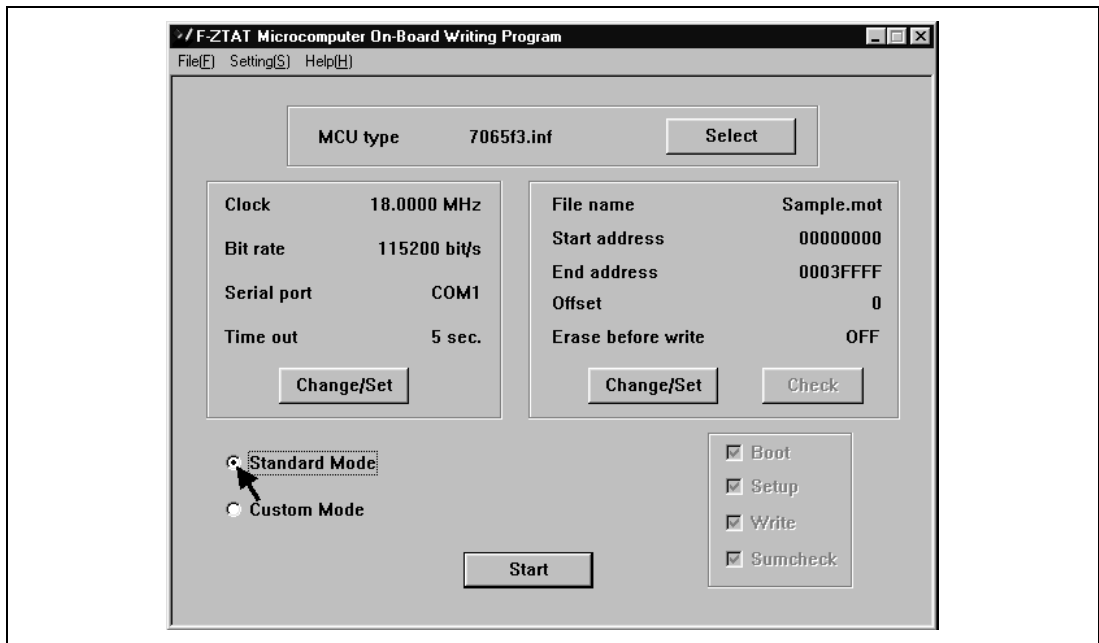 F-ZTAT Microcomputer On-Board Writing Program
File(F) Setting(S) Help(H)
MCU type 7065f3.inf Select
Clock 18.0000 MHz
Bit rate 115200 bit/s
Serial port COM1
Time out 5 sec.
Change/Set
File name Sample.mot
Start address 00000000
End address 0003FFFF
Offset 0
Erase before write OFF
Change/Set Check
Standard Mode
Custom Mode
Boot
Setup
Write
Sumcheck
Start